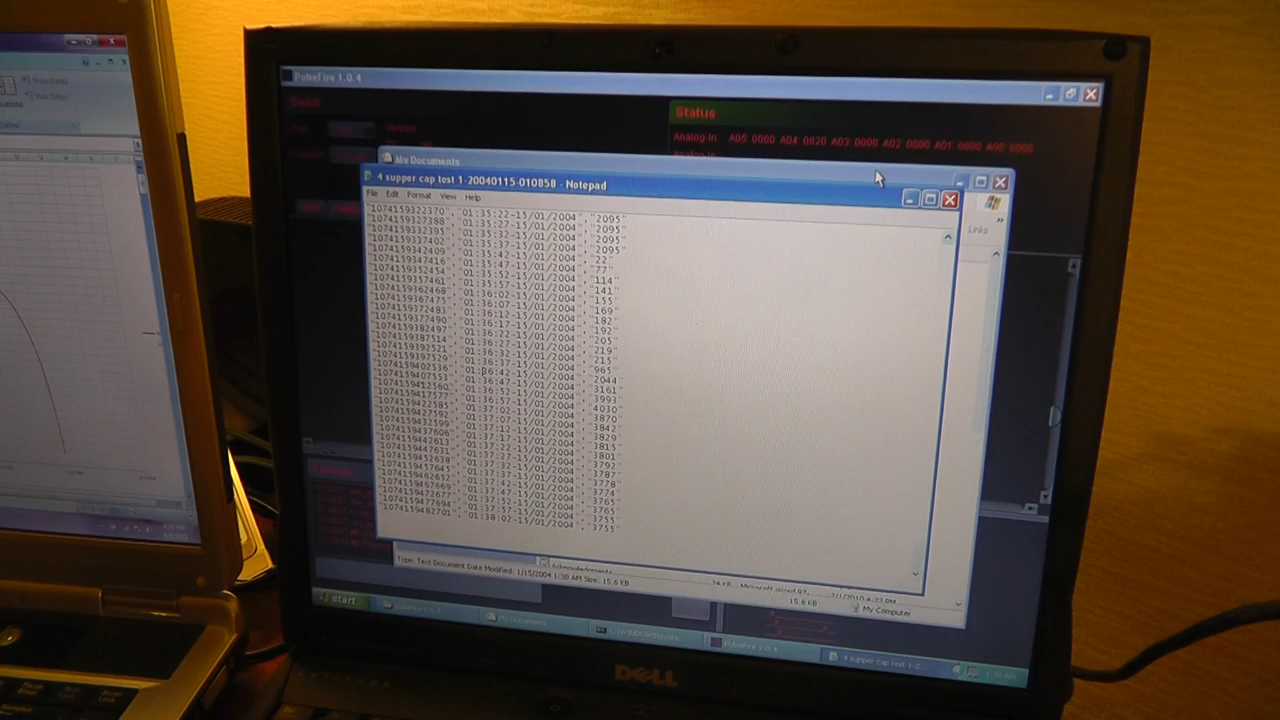 PulseFire 1.0.4
Status
Analog-In: A05: 0000 A04: 0920 A03: 0000 A02: 0000 A01: 0000 A00: 0000
My Documents
4 supper cap test 1-20040115-010858 - Notepad
File Edit Format View Help
Links
"1074159322370","01:35:22-15/01/2004","2095"
"1074159327388","01:35:27-15/01/2004","2095"
"1074159332395","01:35:32-15/01/2004","2095"
"1074159337402","01:35:37-15/01/2004","2095"
"1074159342409","01:35:42-15/01/2004","22"
"1074159347416","01:35:47-15/01/2004","77"
"1074159352454","01:35:52-15/01/2004","114"
"1074159357461","01:35:57-15/01/2004","141"
"1074159362468","01:36:02-15/01/2004","155"
"1074159367475","01:36:07-15/01/2004","169"
"1074159372483","01:36:12-15/01/2004","182"
"1074159377490","01:36:17-15/01/2004","192"
"1074159382497","01:36:22-15/01/2004","205"
"1074159387514","01:36:27-15/01/2004","219"
"1074159392521","01:36:32-15/01/2004","215"
"1074159397529","01:36:37-15/01/2004","965"
"1074159402536","01:36:42-15/01/2004","2044"
"1074159407553","01:36:47-15/01/2004","3161"
"1074159412560","01:36:52-15/01/2004","3993"
"1074159417577","01:36:57-15/01/2004","4030"
"1074159422585","01:37:02-15/01/2004","3870"
"1074159427592","01:37:07-15/01/2004","3842"
"1074159432599","01:37:12-15/01/2004","3829"
"1074159437606","01:37:17-15/01/2004","3815"
"1074159442613","01:37:22-15/01/2004","3801"
"1074159447631","01:37:27-15/01/2004","3792"
"1074159452638","01:37:32-15/01/2004","3787"
"1074159457645","01:37:37-15/01/2004","3778"
"1074159462652","01:37:42-15/01/2004","3774"
"1074159467669","01:37:47-15/01/2004","3765"
"1074159472677","01:37:52-15/01/2004","3765"
"1074159477694","01:37:57-15/01/2004","3755"
"1074159482701","01:38:02-15/01/2004","3755"
Type: Text Document Date Modified: 1/15/2004 1:38 AM Size: 15.6 KB
15.6 KB
My Computer
start
My Documents
4 supper cap test 1-2
DELL